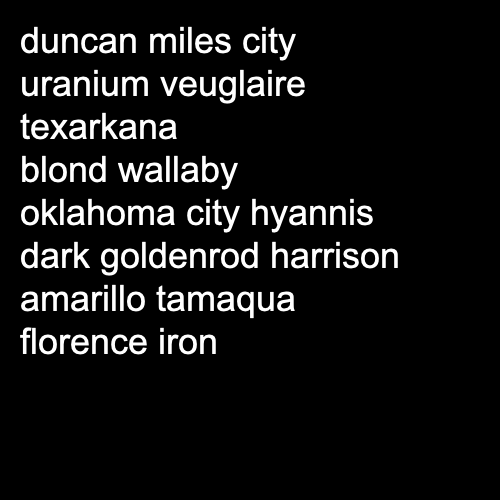 duncan miles city
uranium veuglaire
texarkana
blond wallaby
oklahoma city hyannis
dark goldenrod harrison
amarillo tamaqua
florence iron